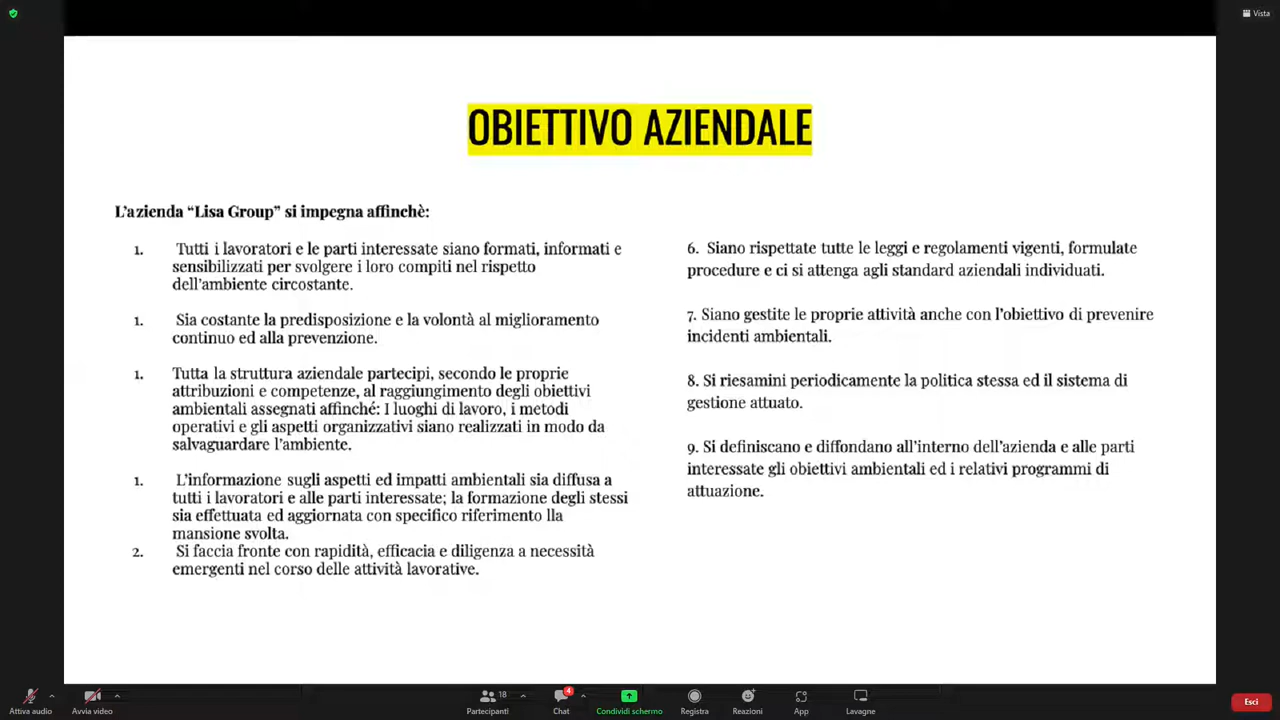 Vista
OBIETTIVO AZIENDALE
L'azienda “Lisa Group” si impegna affinchè:
1. Tutti i lavoratori e le parti interessate siano formati, informati e
sensibilizzati per svolgere i loro compiti nel rispetto
dell'ambiente circostante.
1. Sia costante la predisposizione e la volontà al miglioramento
continuo ed alla prevenzione.
1. Tutta la struttura aziendale partecipi, secondo le proprie
attribuzioni e competenze, al raggiungimento degli obiettivi
ambientali assegnati affinché: I luoghi di lavoro, i metodi
operativi e gli aspetti organizzativi siano realizzati in modo da
salvaguardare l'ambiente.
1. L'informazione sugli aspetti ed impatti ambientali sia diffusa a
tutti i lavoratori e alle parti interessate; la formazione degli stessi
sia effettuata ed aggiornata con specifico riferimento lla
mansione svolta.
2. Si faccia fronte con rapidità, efficacia e diligenza a necessità
emergenti nel corso delle attività lavorative.
6. Siano rispettate tutte le leggi e regolamenti vigenti, formulate
procedure e ci si attenga agli standard aziendali individuati.
7. Siano gestite le proprie attività anche con l'obiettivo di prevenire
incidenti ambientali.
8. Si riesamini periodicamente la politica stessa ed il sistema di
gestione attuato.
9. Si definiscano e diffondano all'interno dell'azienda e alle parti
interessate gli obiettivi ambientali ed i relativi programmi di
attuazione.
Attiva audio
Avvia video
18
Partecipanti
4
Chat
Condividi schermo
Registra
Reazioni
App
Lavagne
Esci